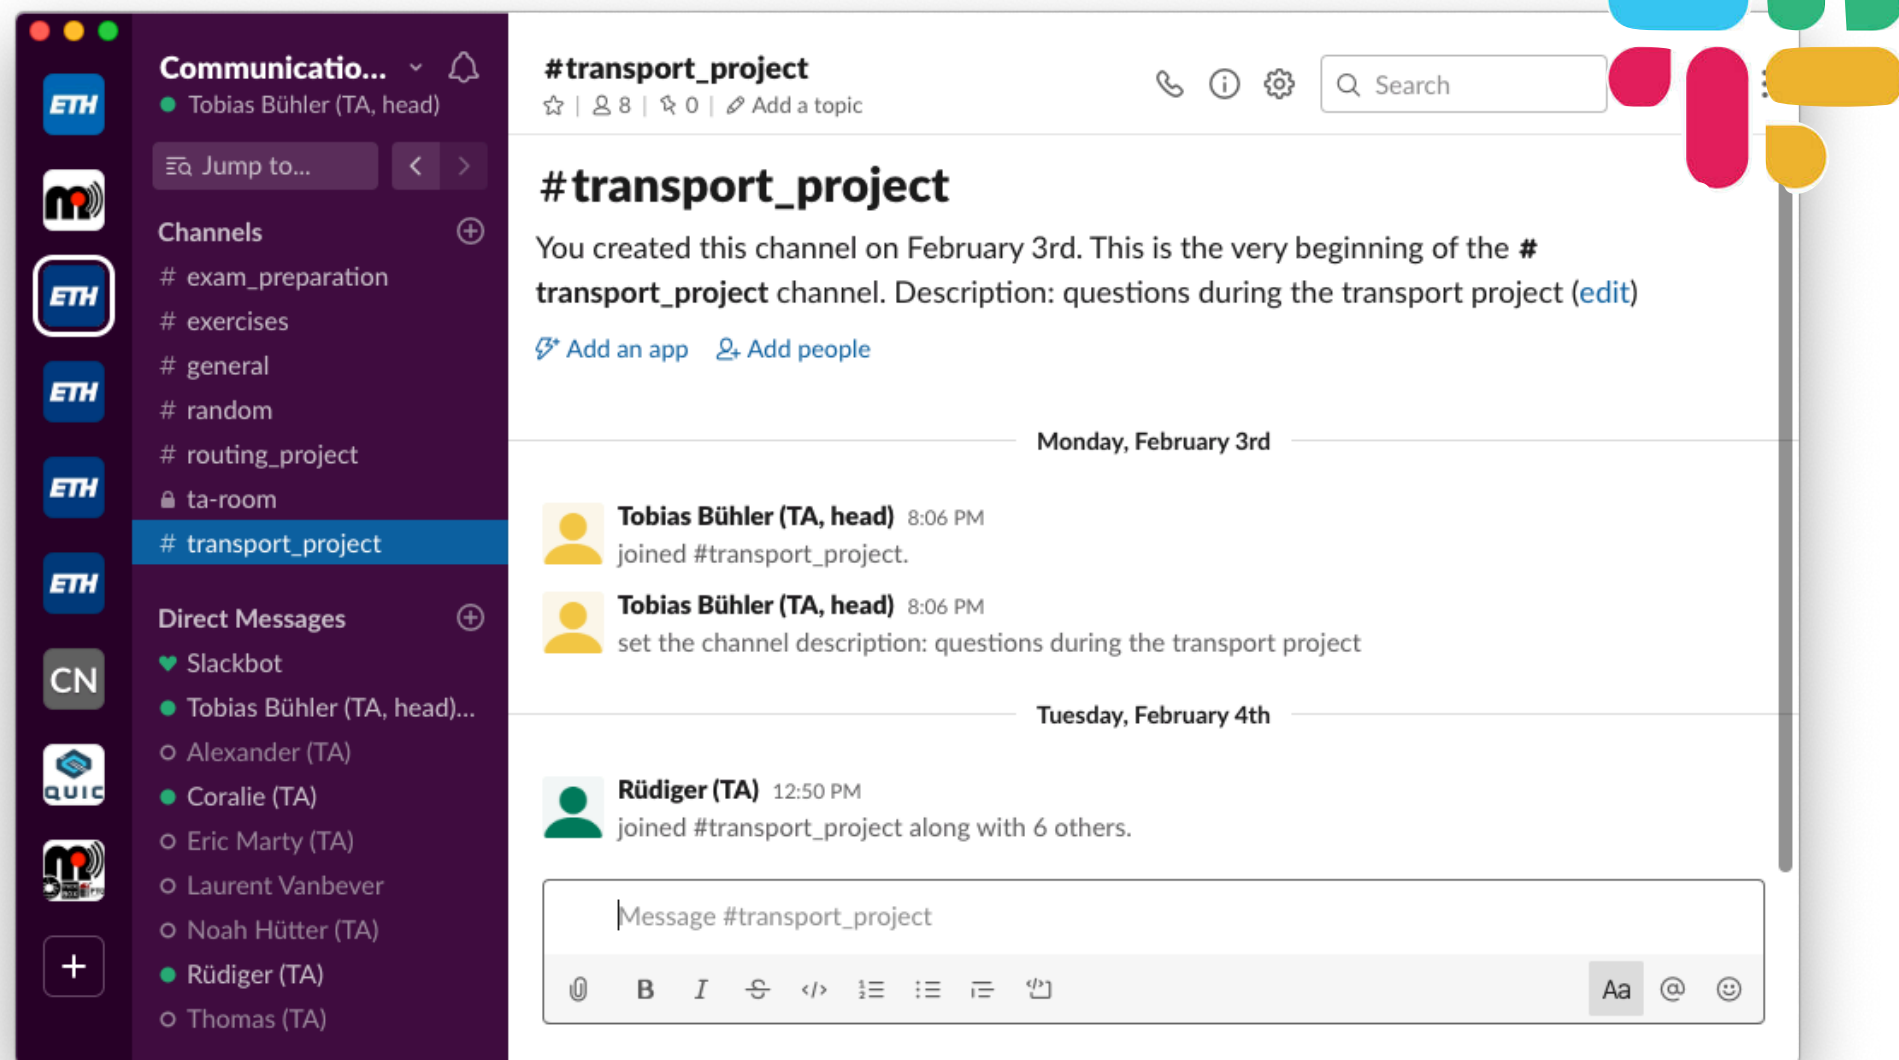 ETH
m
ETH
ETH
ETH
ETH
CN
QUIC
m
+
Communicatio...
Tobias Bühler (TA, head)
Jump to...
Channels
# exam_preparation
# exercises
# general
# random
# routing_project
ta-room
# transport_project
Direct Messages
Slackbot
Tobias Bühler (TA, head)...
Alexander (TA)
Coralie (TA)
Eric Marty (TA)
Laurent Vanbever
Noah Hütter (TA)
Rüdiger (TA)
Thomas (TA)
#transport_project
| 8 | 0 | Add a topic
Search
#transport_project
You created this channel on February 3rd. This is the very beginning of the #
transport_project channel. Description: questions during the transport project (edit)
Add an app Add people
Monday, February 3rd
Tobias Bühler (TA, head) 8:06 PM
joined #transport_project.
Tobias Bühler (TA, head) 8:06 PM
set the channel description: questions during the transport project
Tuesday, February 4th
Rüdiger (TA) 12:50 PM
joined #transport_project along with 6 others.
Message #transport_project
B I S </> Aa @